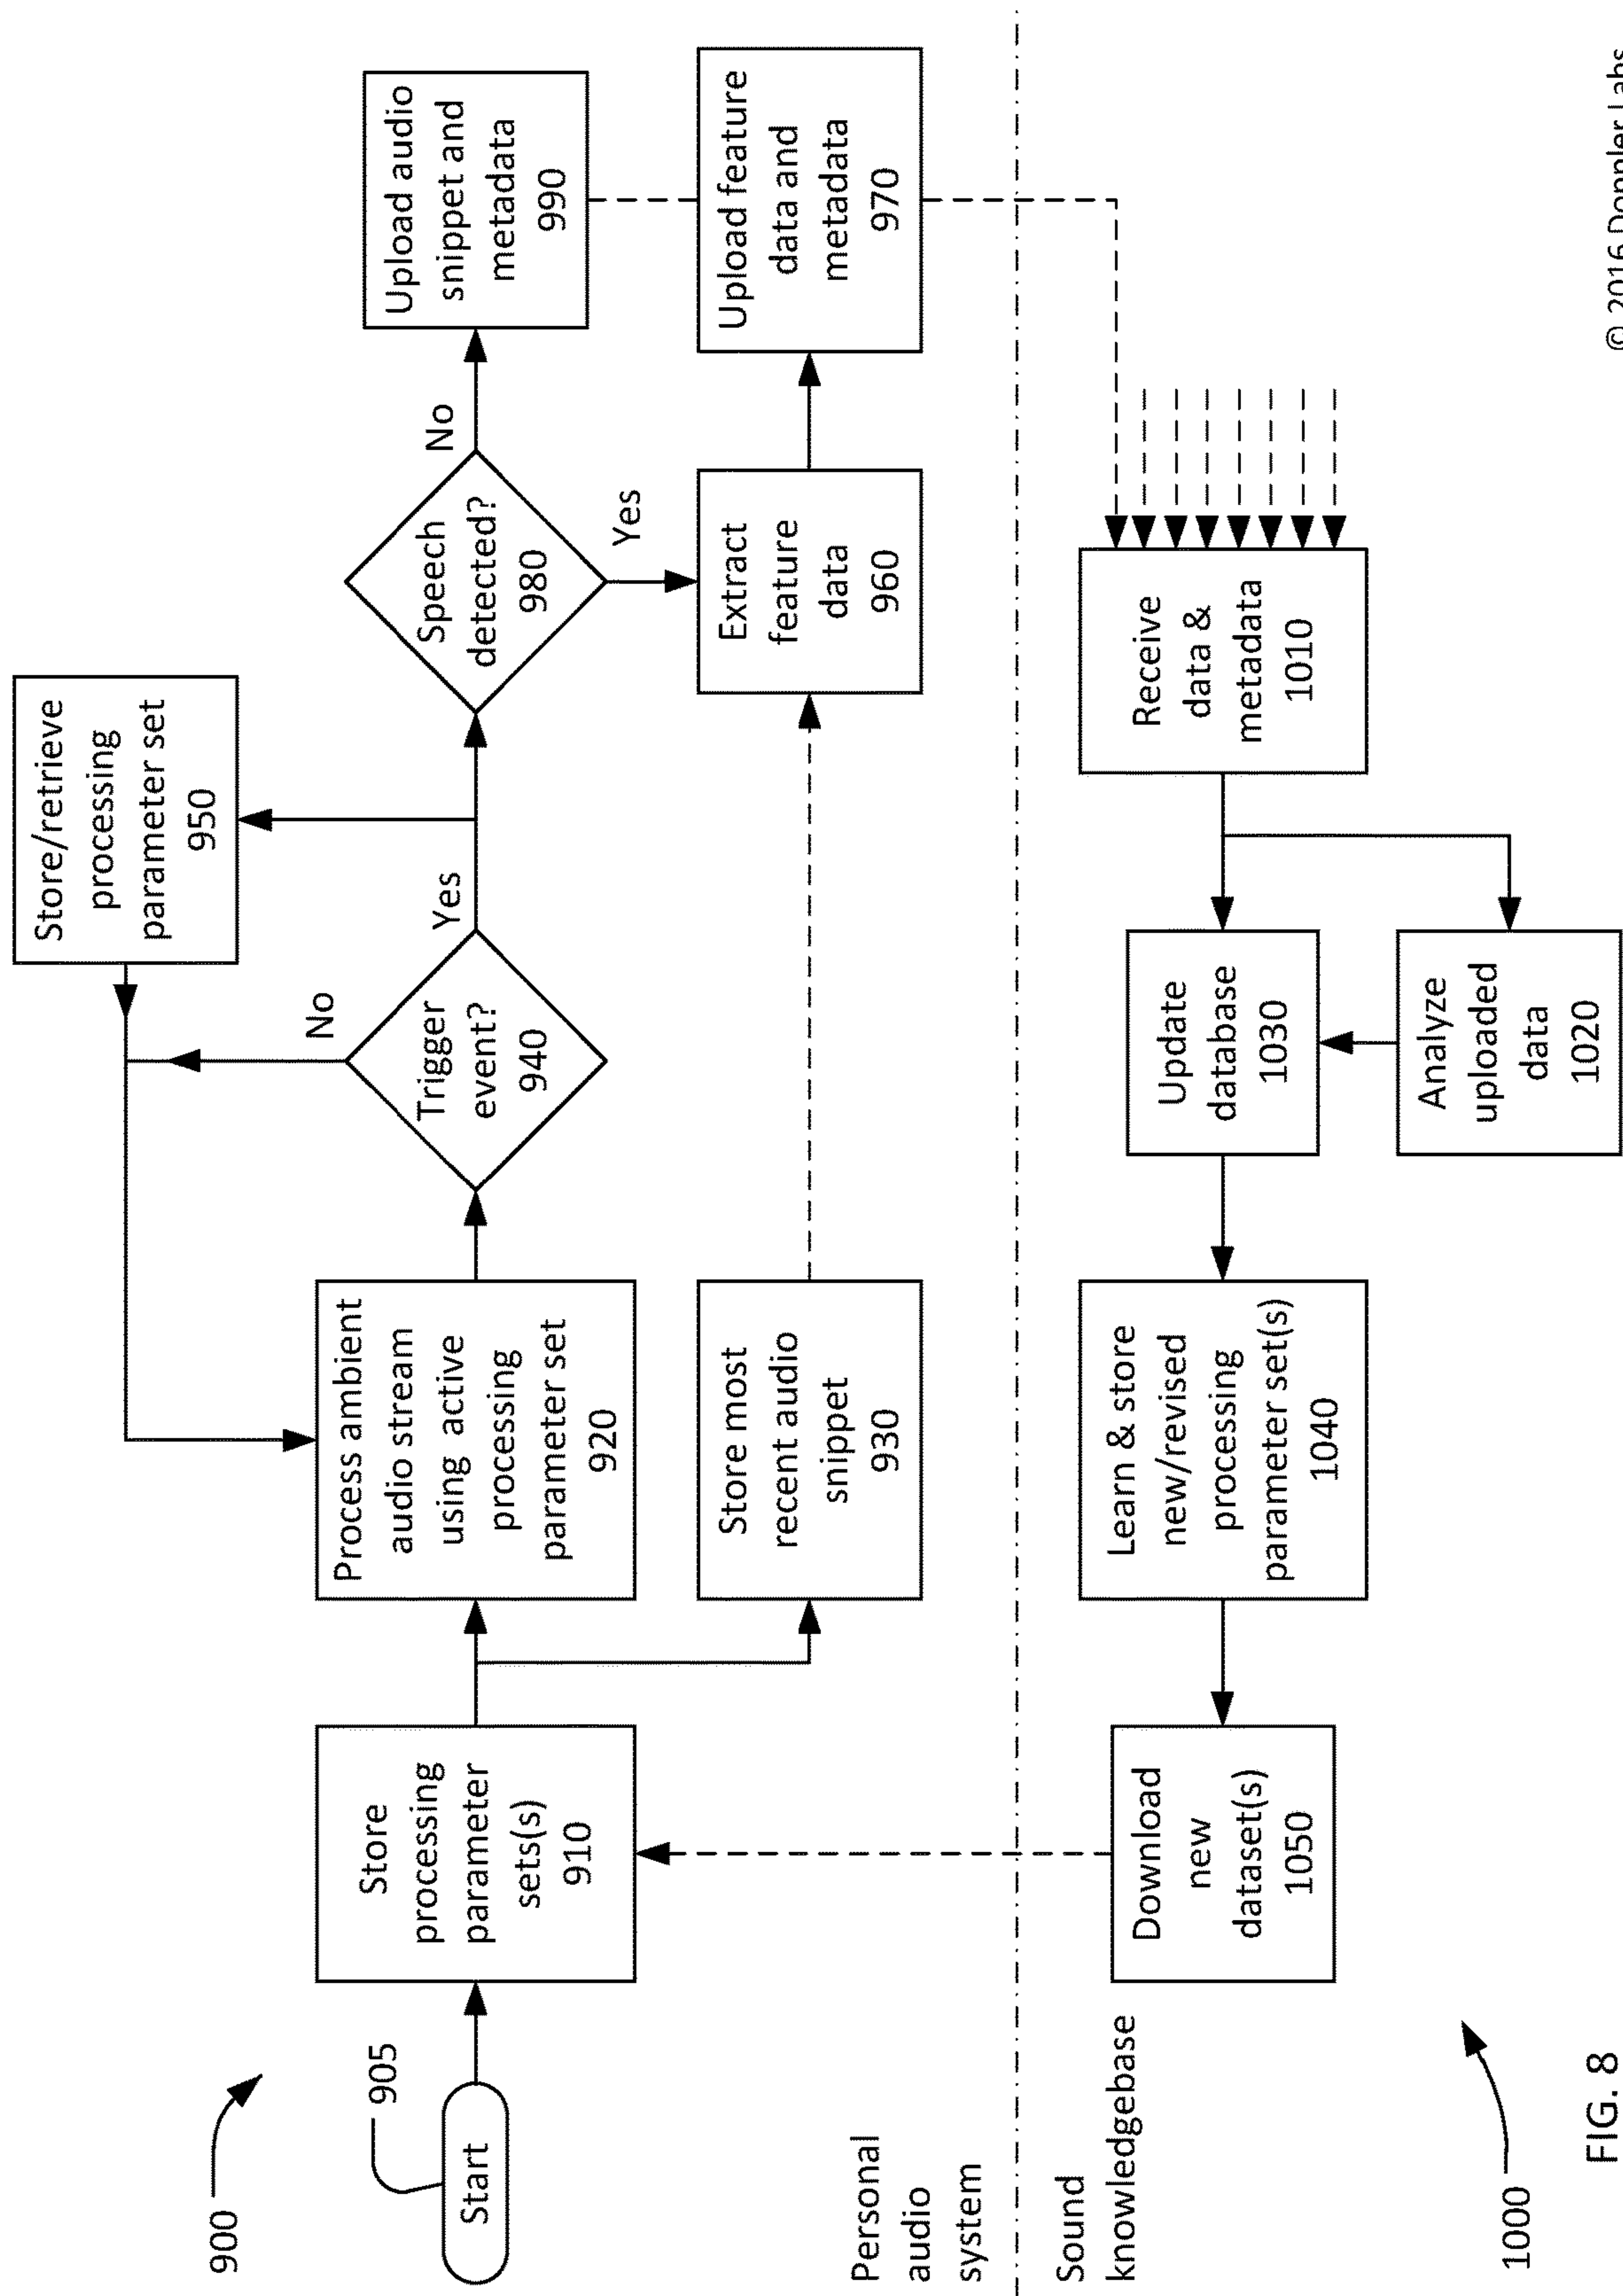 900
905
Start
Store
processing
parameter
sets(s)
910
Process ambient
audio stream
using active
processing
parameter set
920
Store most
recent audio
snippet
930
Trigger
event?
940
No
Yes
Store/retrieve
processing
parameter set
950
Speech
detected?
980
No
Yes
Upload audio
snippet and
metadata
990
Extract
feature
data
960
Upload feature
data and
metadata
970
Personal
audio
system
Sound
knowledgebase
Download
new
dataset(s)
1050
Learn & store
new/revised
processing
parameter set(s)
1040
Update
database
1030
Analyze
uploaded
data
1020
Receive
data &
metadata
1010
1000
FIG. 8
© 2016 Doppler Labs